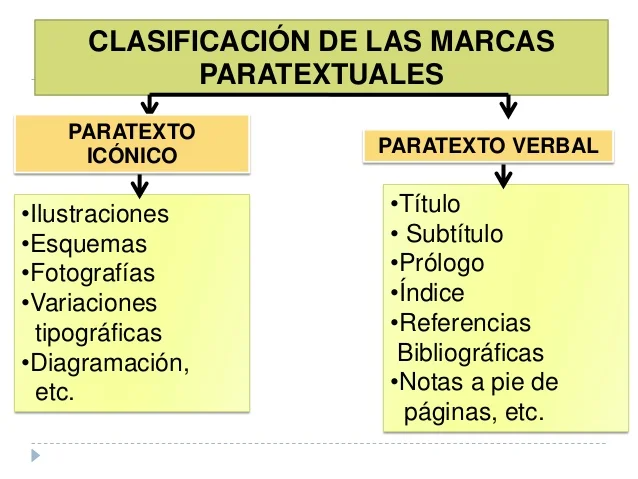 CLASIFICACIÓN DE LAS MARCAS
PARATEXTUALES
PARATEXTO
ICÓNICO
•Ilustraciones
•Esquemas
•Fotografías
•Variaciones
tipográficas
•Diagramación,
etc.
PARATEXTO VERBAL
•Título
• Subtítulo
•Prólogo
•Índice
•Referencias
Bibliográficas
•Notas a pie de
páginas, etc.